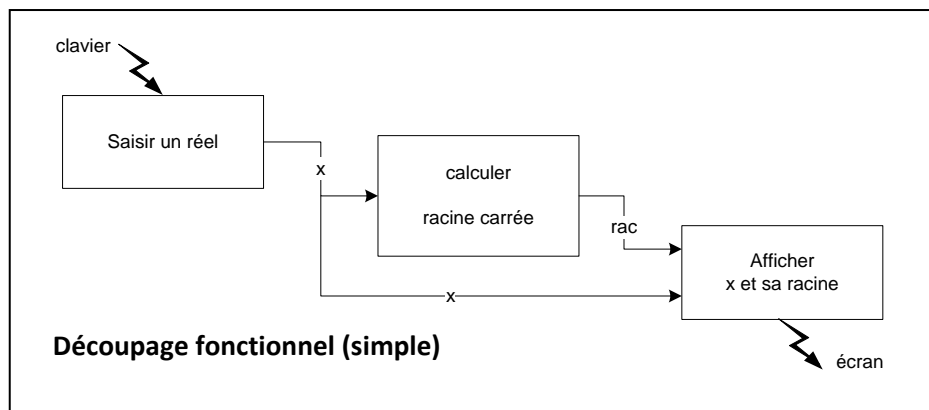 clavier
Saisir un réel
x
calculer
racine carrée
rac
Afficher
x et sa racine
x
Découpage fonctionnel (simple)
écran